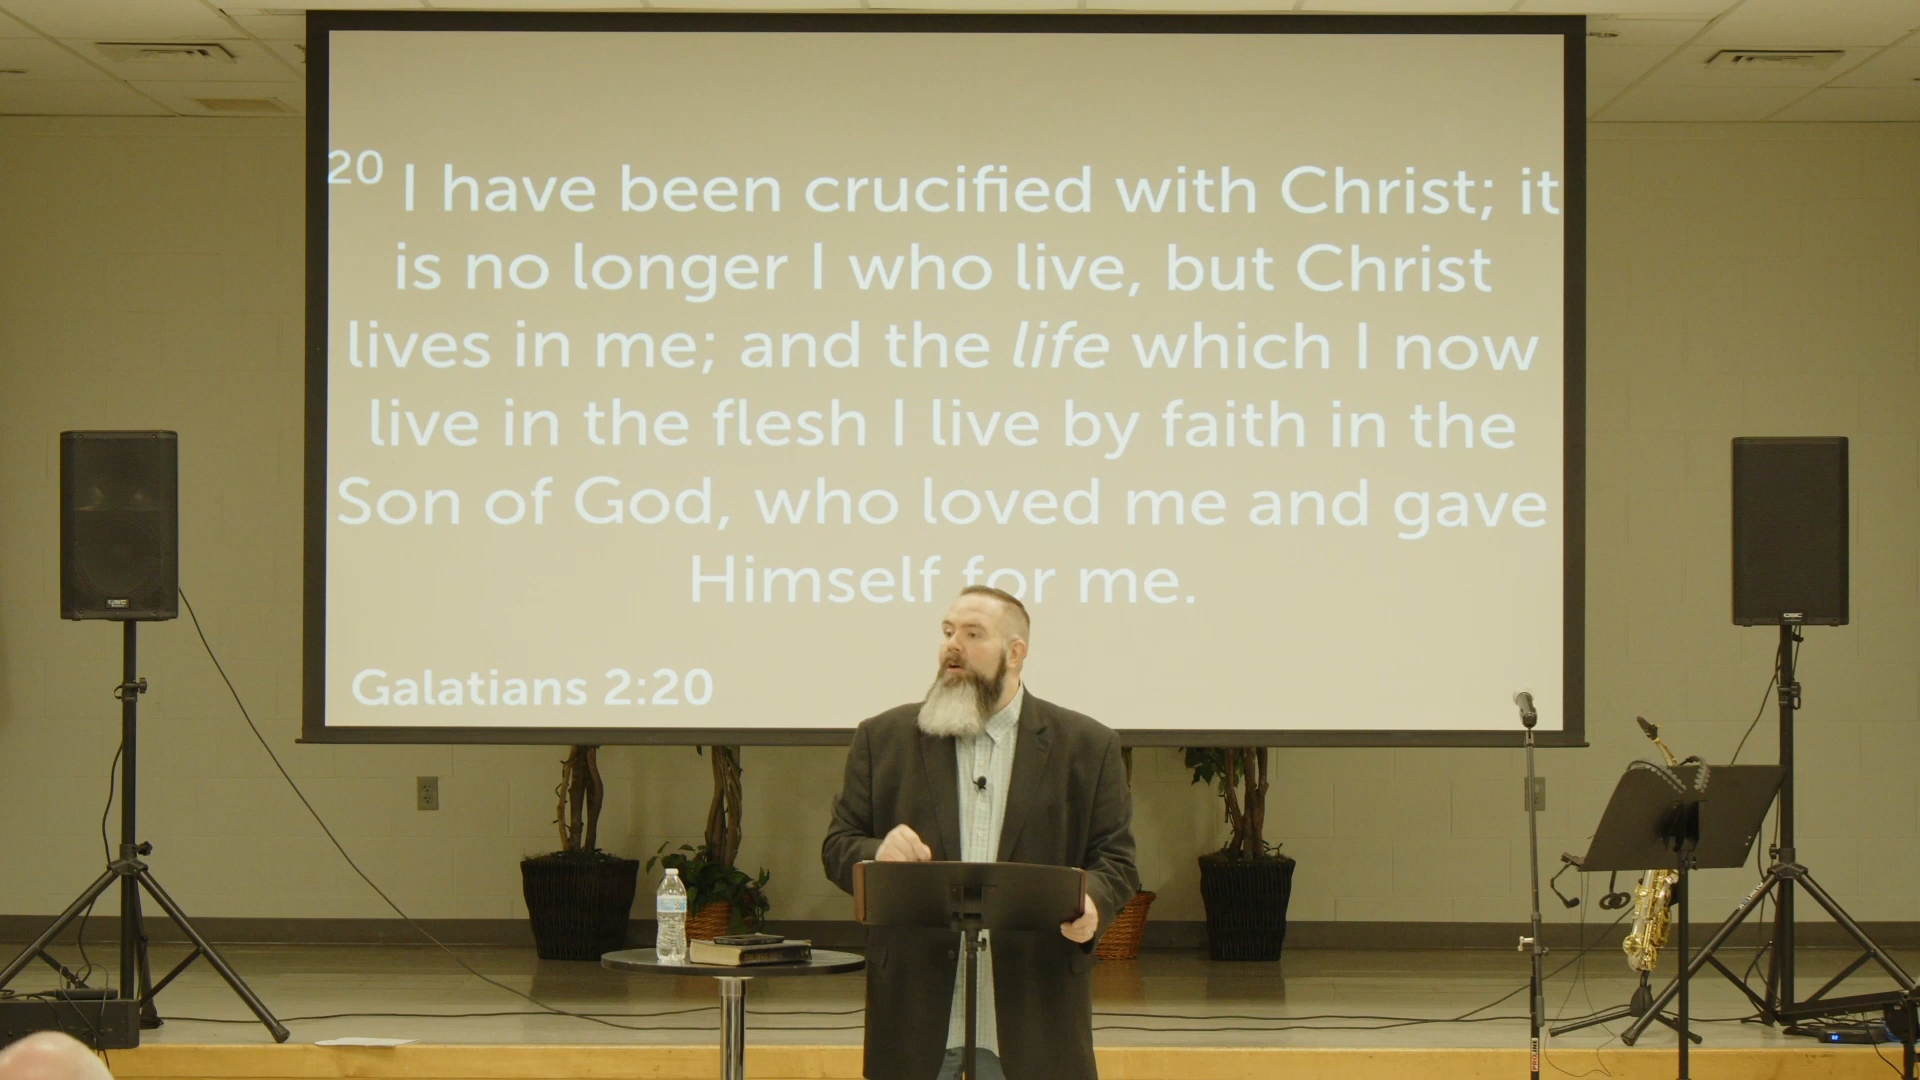 20 I have been crucified with Christ; it
is no longer I who live, but Christ
lives in me; and the life which I now
live in the flesh I live by faith in the
Son of God, who loved me and gave
Himself for me.
Galatians 2:20
QSC
QSC